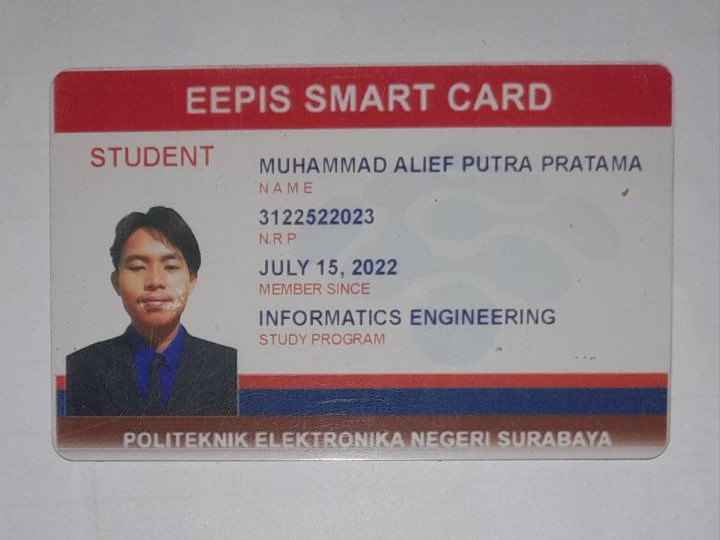 EEPIS SMART CARD
STUDENT
MUHAMMAD ALIEF PUTRA PRATAMA
NAME
3122522023
N.R P
JULY 15, 2022
MEMBER SINCE
INFORMATICS ENGINEERING
STUDY PROGRAM
POLITEKNIK ELEKTRONIKA NEGERI SURABAYA